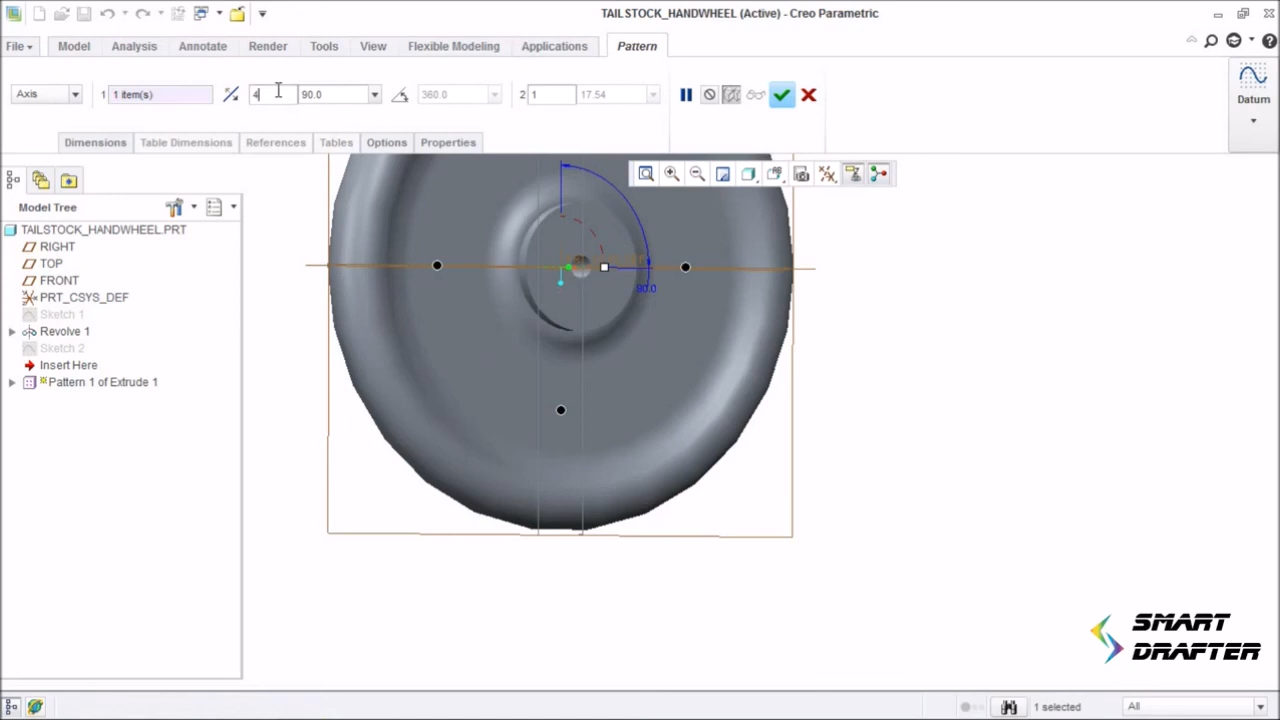 TAILSTOCK_HANDWHEEL (Active) - Creo Parametric
File Model Analysis Annotate Render Tools View Flexible Modeling Applications Pattern
Axis 1 1 item(s) 4 90.0 360.0 2 1 17.54
Datum
Dimensions Table Dimensions References Tables Options Properties
Model Tree
TAILSTOCK_HANDWHEEL.PRT
RIGHT
TOP
FRONT
PRT_CSYS_DEF
Sketch 1
Revolve 1
Sketch 2
Insert Here
Pattern 1 of Extrude 1
90.0
SMART
DRAFTER
1 selected All